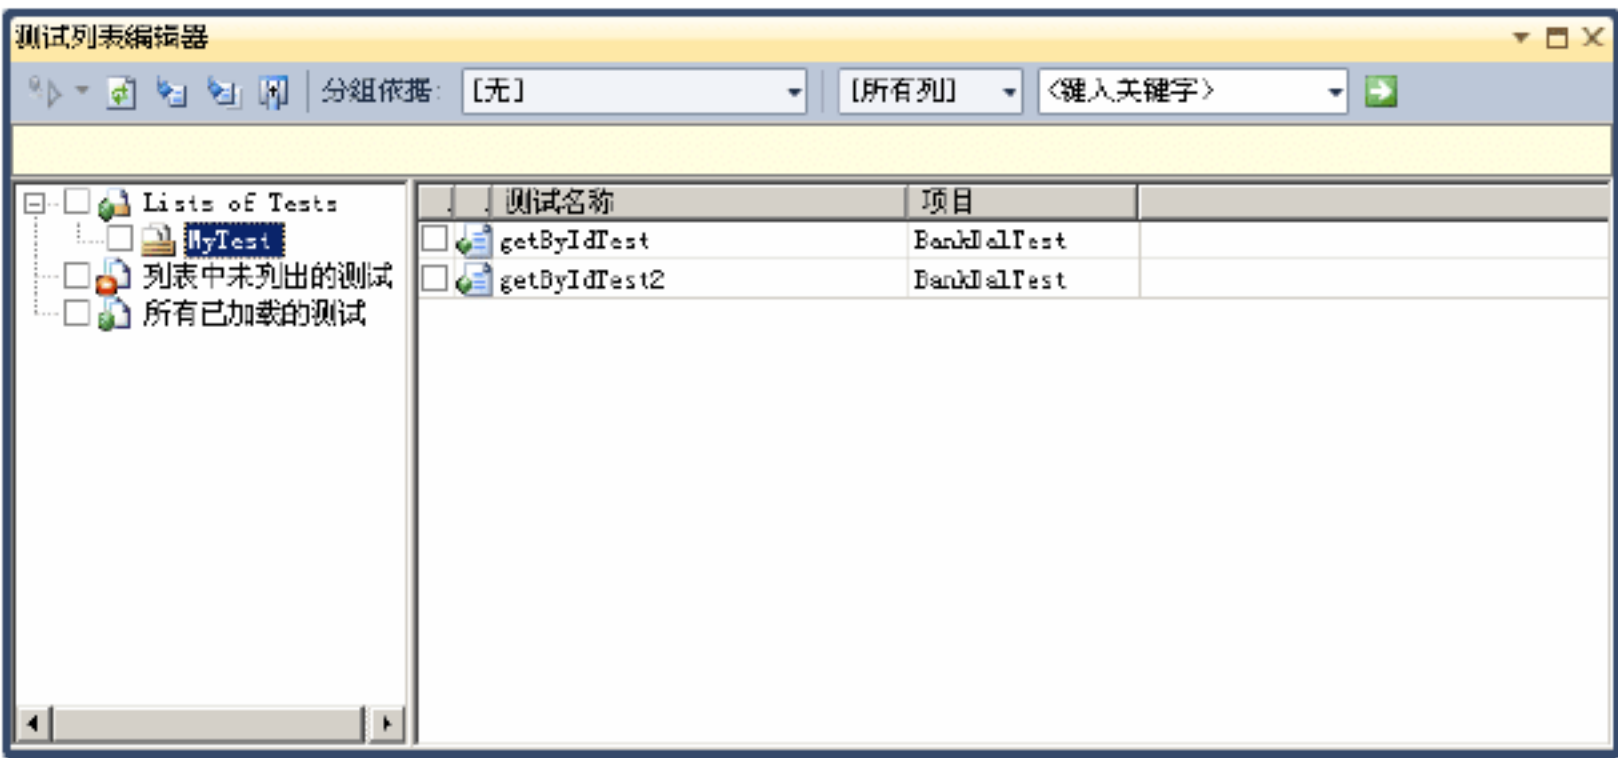 测试列表编辑器
分组依据: [无] [所有列] <键入关键字>
Lists of Tests
MyTest
列表中未列出的测试
所有已加载的测试
测试名称 项目
getByIdTest BankDalTest
getByIdTest2 BankDalTest